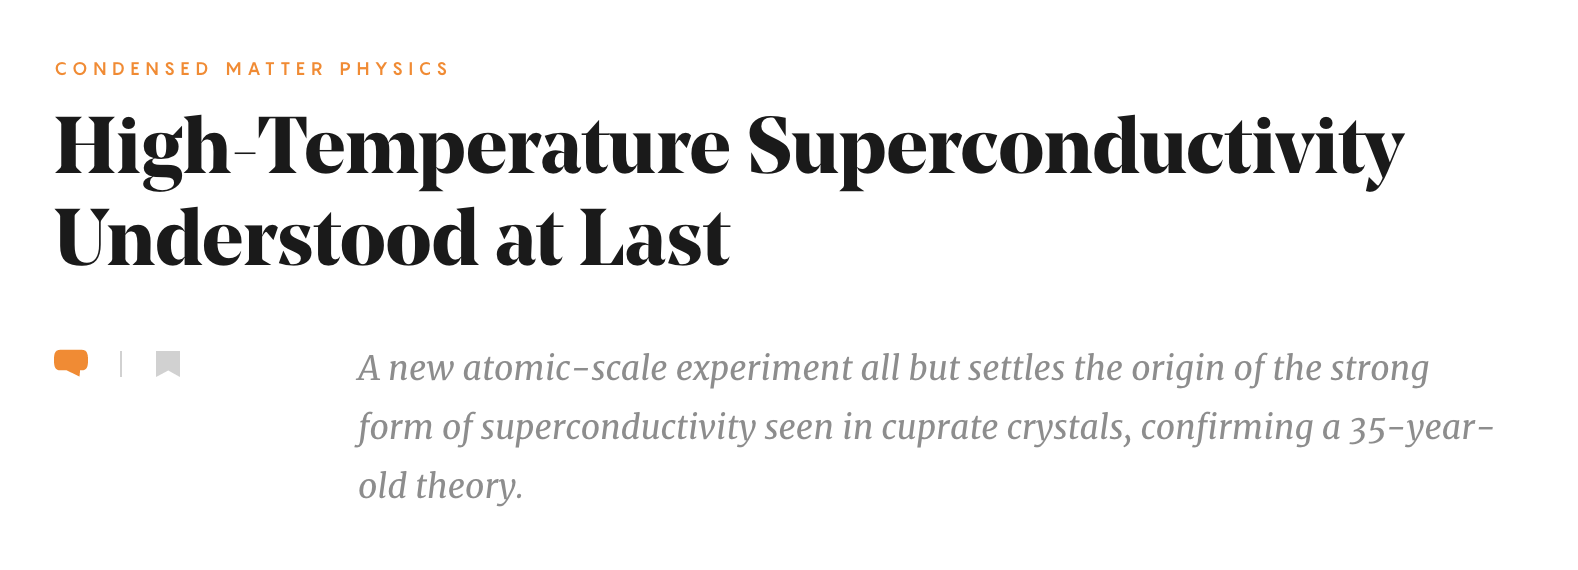 CONDENSED MATTER PHYSICS
High-Temperature Superconductivity
Understood at Last
A new atomic-scale experiment all but settles the origin of the strong
form of superconductivity seen in cuprate crystals, confirming a 35-year-
old theory.